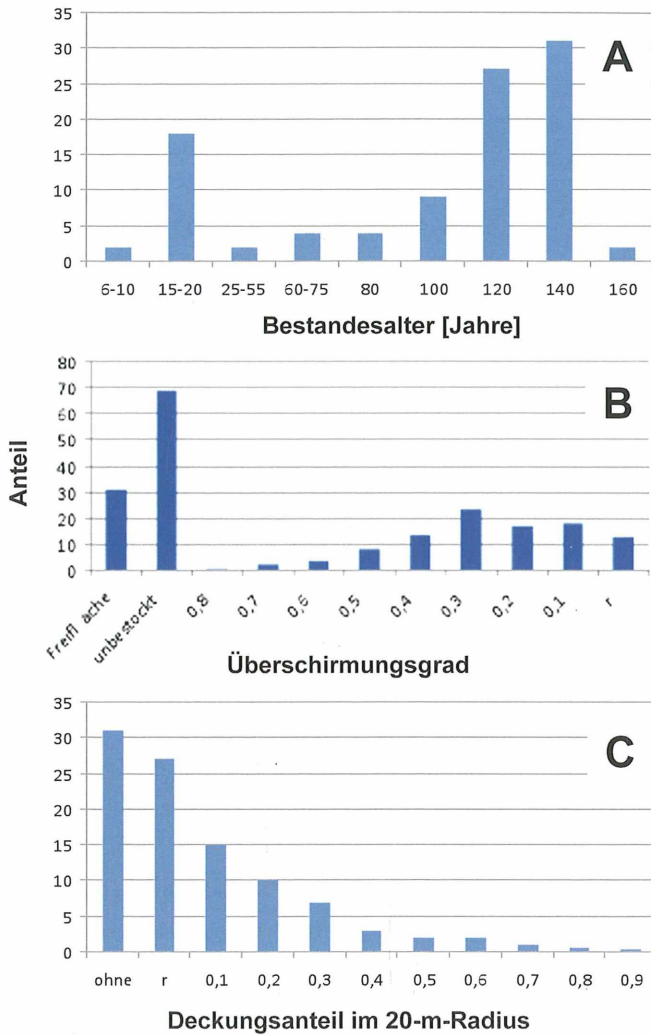 A
35
30
25
20
15
10
5
0
6-10 15-20 25-55 60-75 80 100 120 140 160
Bestandesalter [Jahre]
B
80
70
60
50
40
30
20
10
0
Freifläche unbestockt 0,8 0,7 0,6 0,5 0,4 0,3 0,2 0,1 r
Überschirmungsgrad
Anteil
C
35
30
25
20
15
10
5
0
ohne r 0,1 0,2 0,3 0,4 0,5 0,6 0,7 0,8 0,9
Deckungsanteil im 20-m-Radius